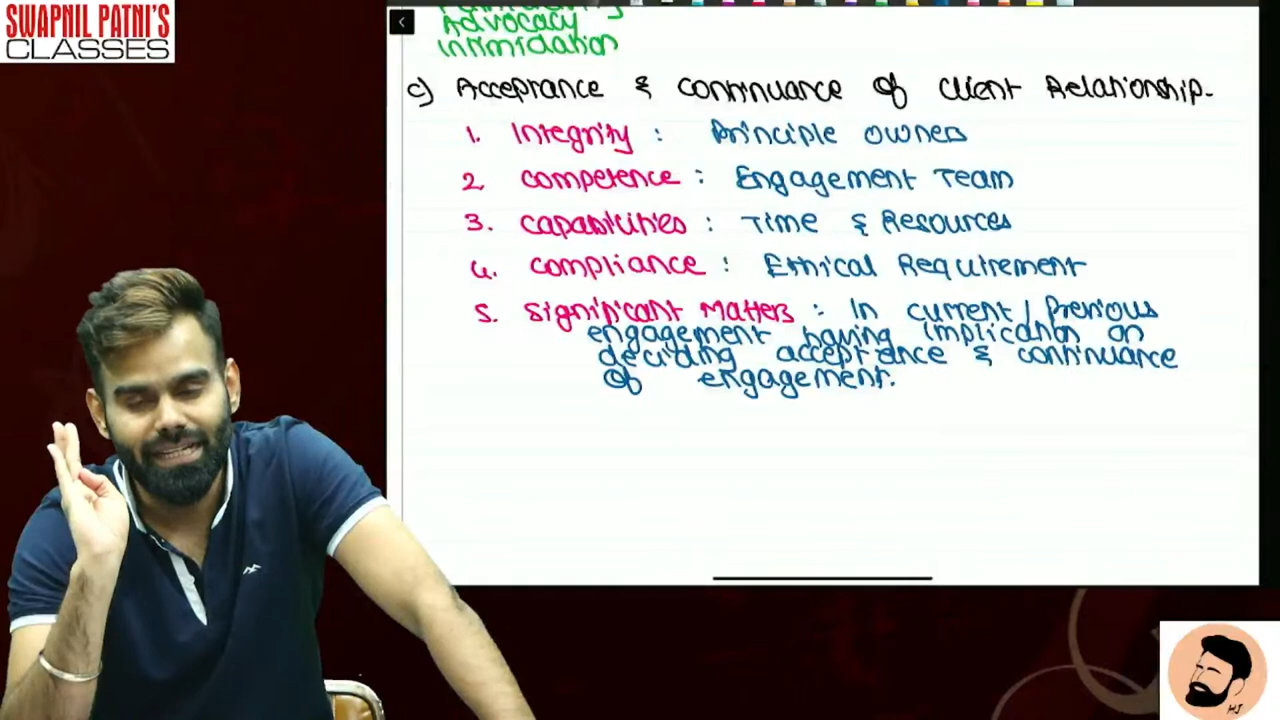 SWAPNIL PATNI'S
CLASSES
Advocacy
Intimidation
c) Acceptance & continuance of client Relationship.
1. Integrity : Principle owners
2. competence : Engagement Team
3. capabilities : Time & Resources
4. compliance : Ethical Requirement
5. Significant Matters : In current / Previous
engagement having implication on
deciding acceptance & continuance
of engagement.
HJ